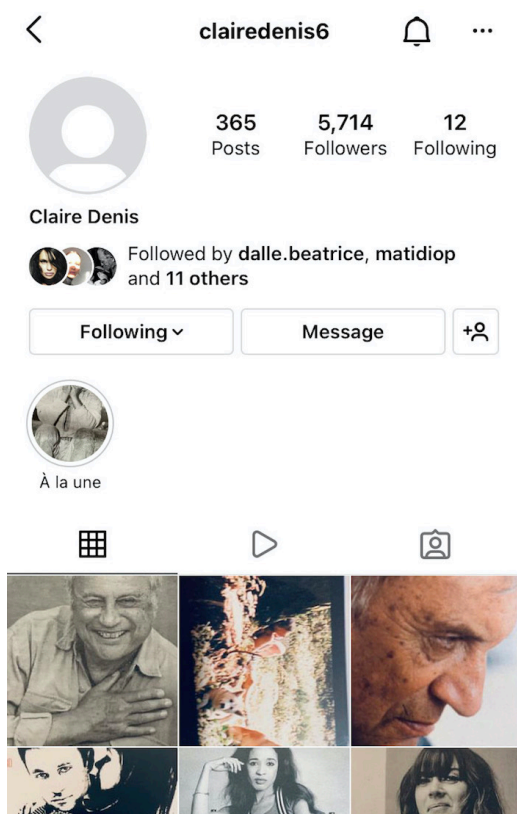 clairedenis6
365 5,714 12
Posts Followers Following
Claire Denis
Followed by dalle.beatrice, matidiop
and 11 others
Following Message
À la une